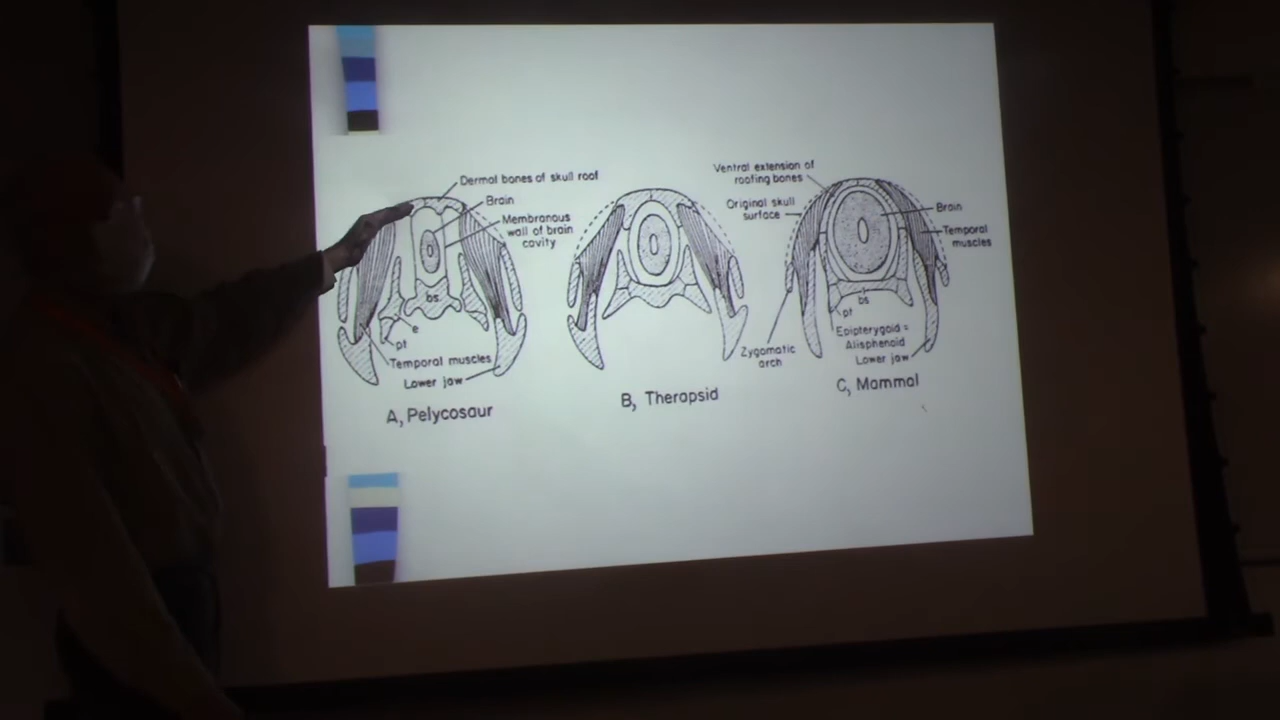 Dermal bones of skull roof
Brain
Membranous
wall of brain
cavity
bs
e
pt
Temporal muscles
Lower jaw
A, Pelycosaur
B, Therapsid
Ventral extension of
roofing bones
Original skull
surface
Brain
Temporal
muscles
bs
pt
Epipterygoid =
Alisphenoid
Zygomatic
arch
Lower jaw
C, Mammal